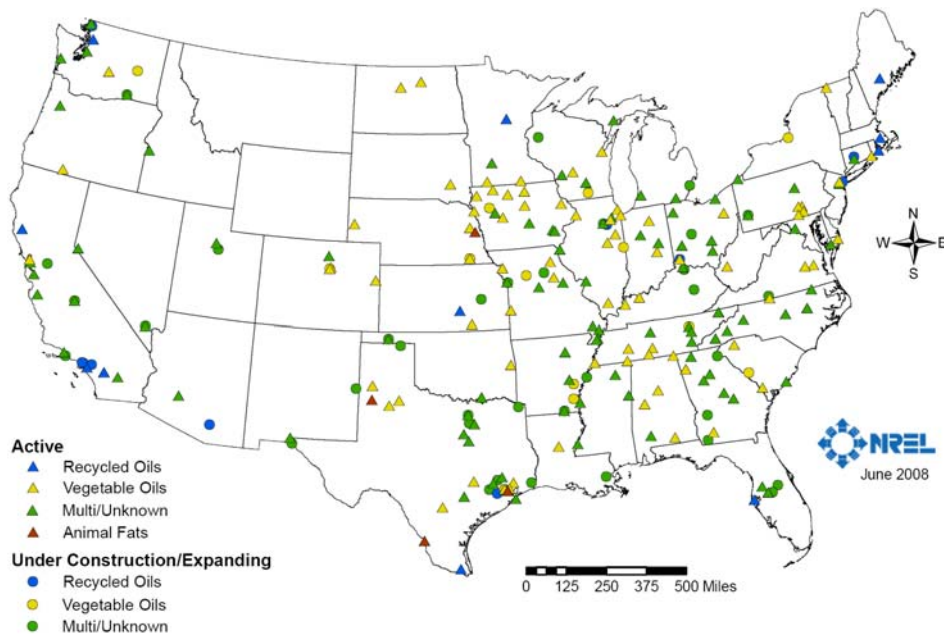 N
W E
S
NREL
June 2008
Active
Recycled Oils
Vegetable Oils
Multi/Unknown
Animal Fats
Under Construction/Expanding
Recycled Oils
Vegetable Oils
Multi/Unknown
0 125 250 375 500 Miles